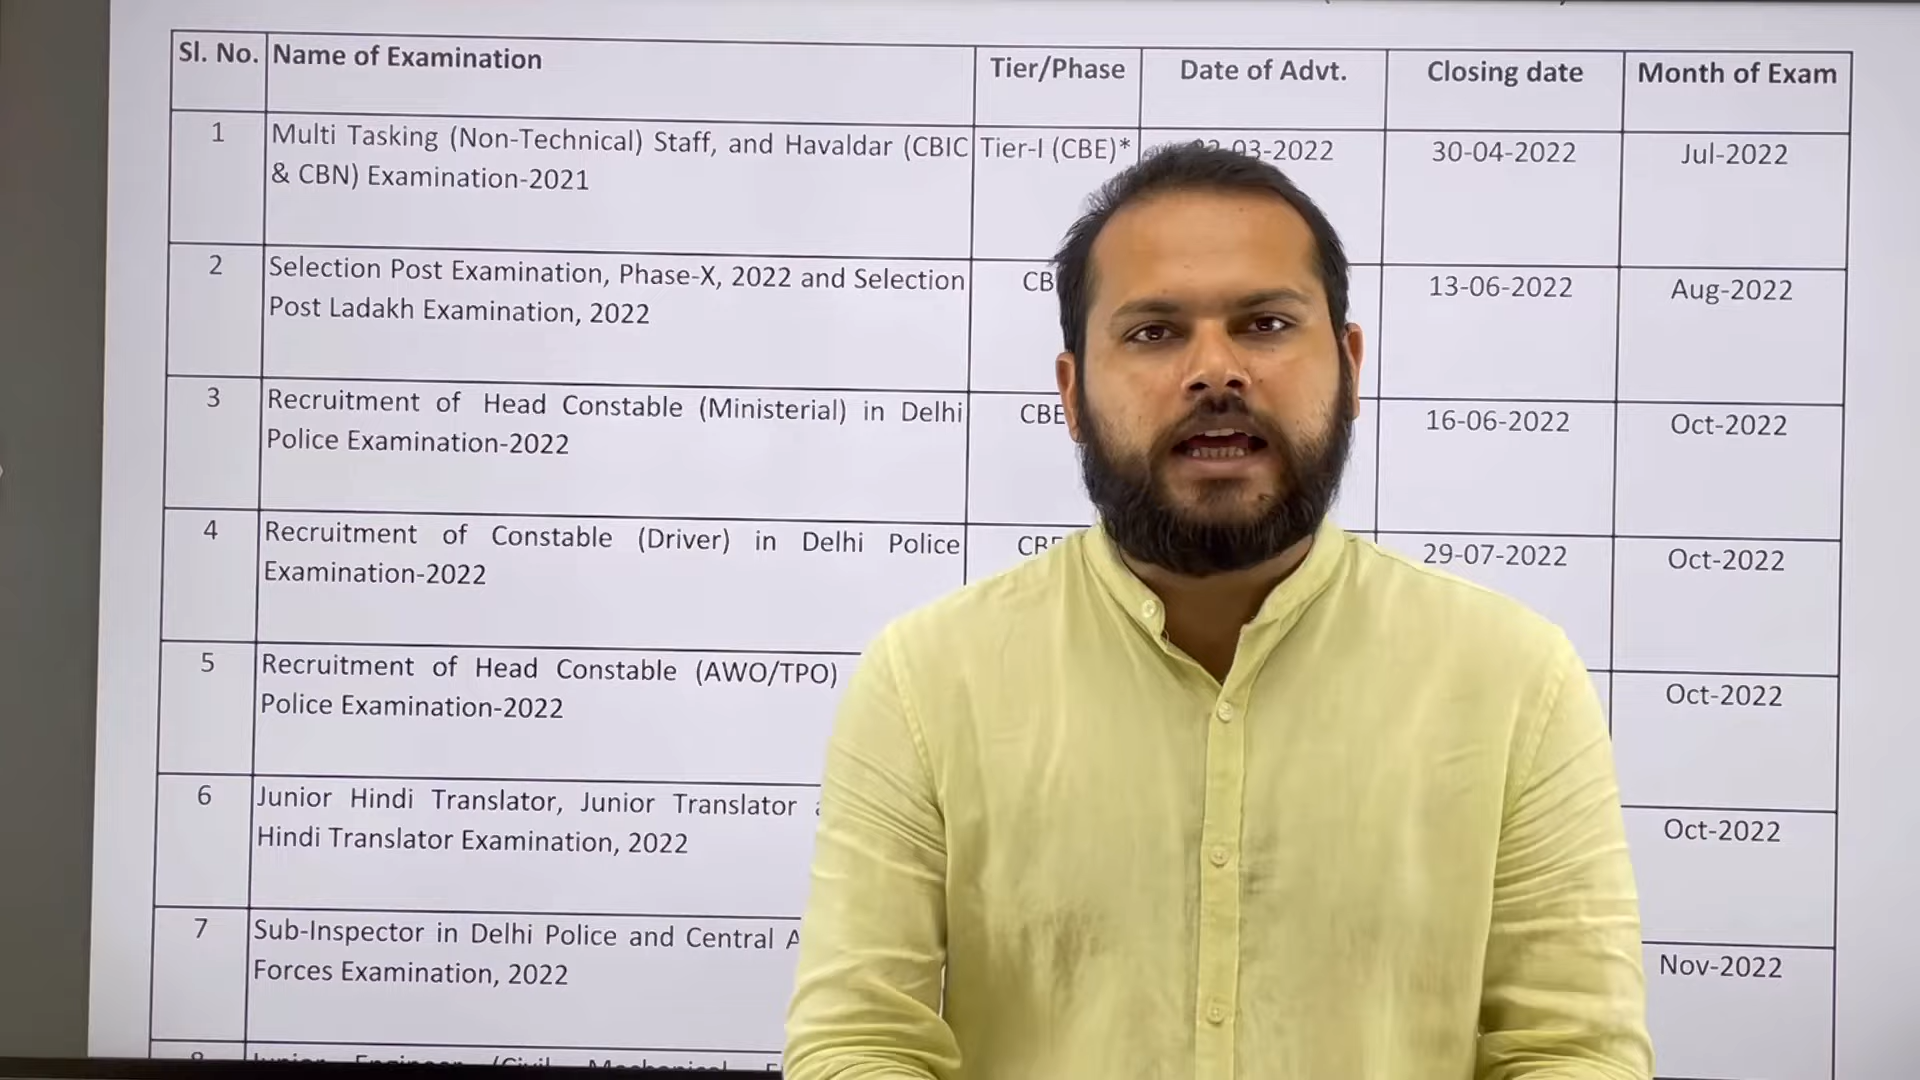 Sl. No. Name of Examination Tier/Phase Date of Advt. Closing date Month of Exam
1 Multi Tasking (Non-Technical) Staff, and Havaldar (CBIC Tier-I (CBE)* 03-2022 30-04-2022 Jul-2022
& CBN) Examination-2021
2 Selection Post Examination, Phase-X, 2022 and Selection 13-06-2022 Aug-2022
Post Ladakh Examination, 2022
3 Recruitment of Head Constable (Ministerial) in Delhi CBE 16-06-2022 Oct-2022
Police Examination-2022
4 Recruitment of Constable (Driver) in Delhi Police CBE 29-07-2022 Oct-2022
Examination-2022
5 Recruitment of Head Constable (AWO/TPO) Oct-2022
Police Examination-2022
6 Junior Hindi Translator, Junior Translator Oct-2022
Hindi Translator Examination, 2022
7 Sub-Inspector in Delhi Police and Central Nov-2022
Forces Examination, 2022